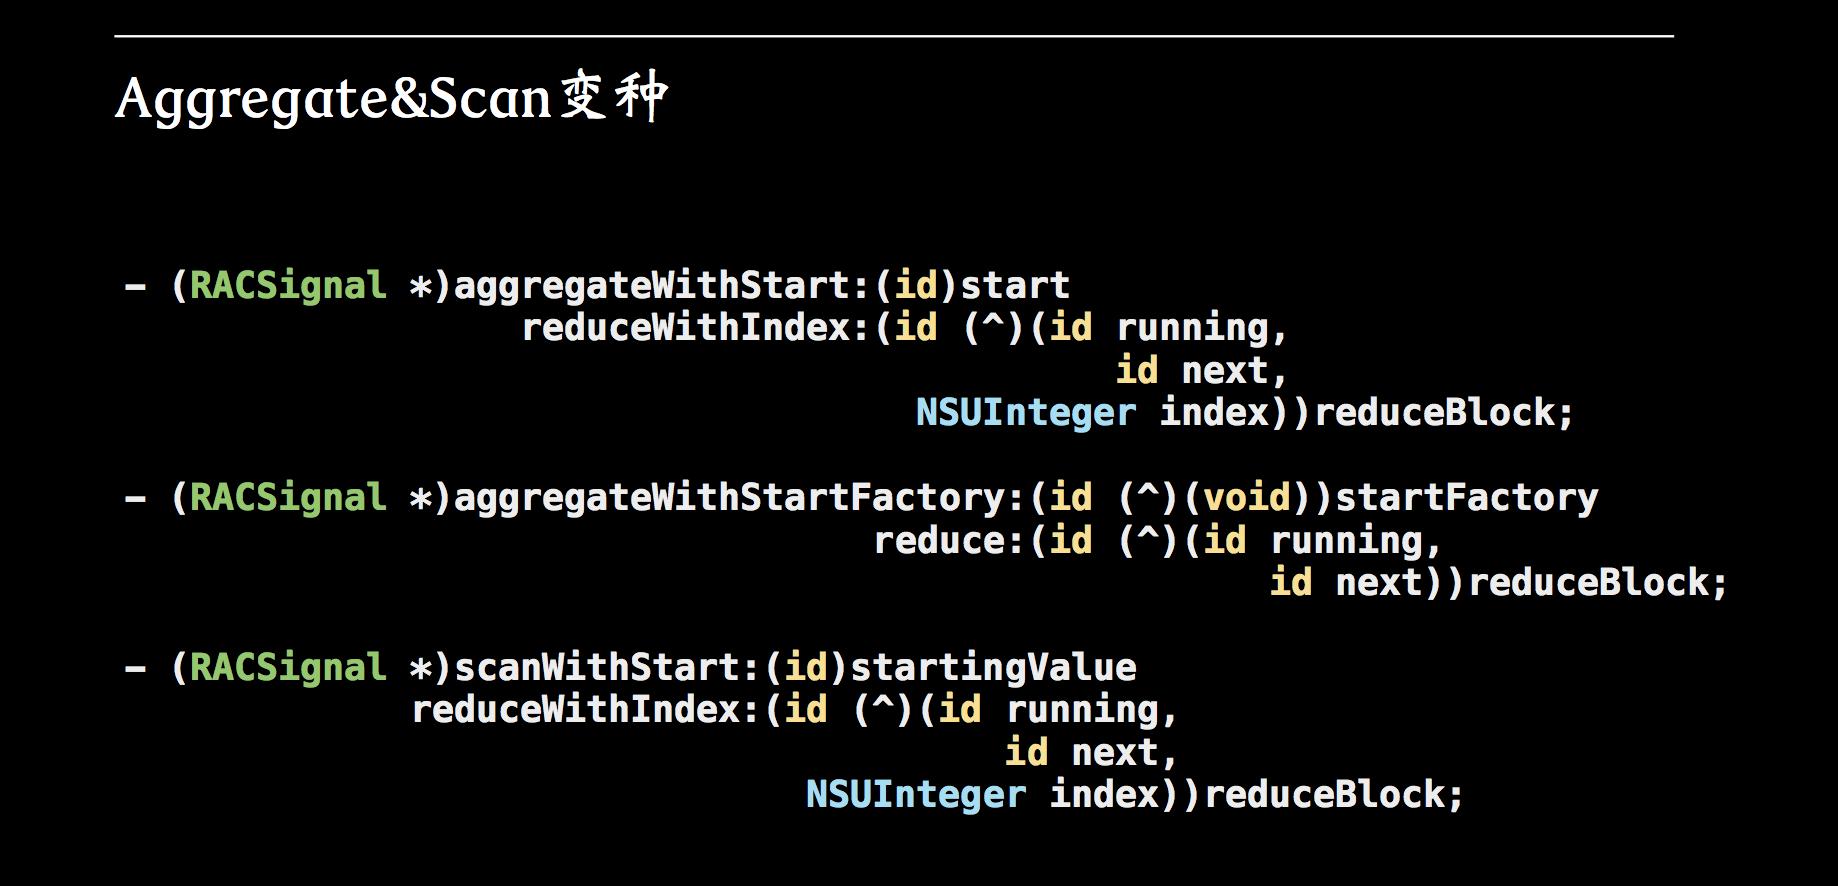 Aggregate&Scan变种
- (RACSignal *)aggregateWithStart:(id)start
reduceWithIndex:(id (^)(id running,
id next,
NSUInteger index))reduceBlock;
- (RACSignal *)aggregateWithStartFactory:(id (^)(void))startFactory
reduce:(id (^)(id running,
id next))reduceBlock;
- (RACSignal *)scanWithStart:(id)startingValue
reduceWithIndex:(id (^)(id running,
id next,
NSUInteger index))reduceBlock;